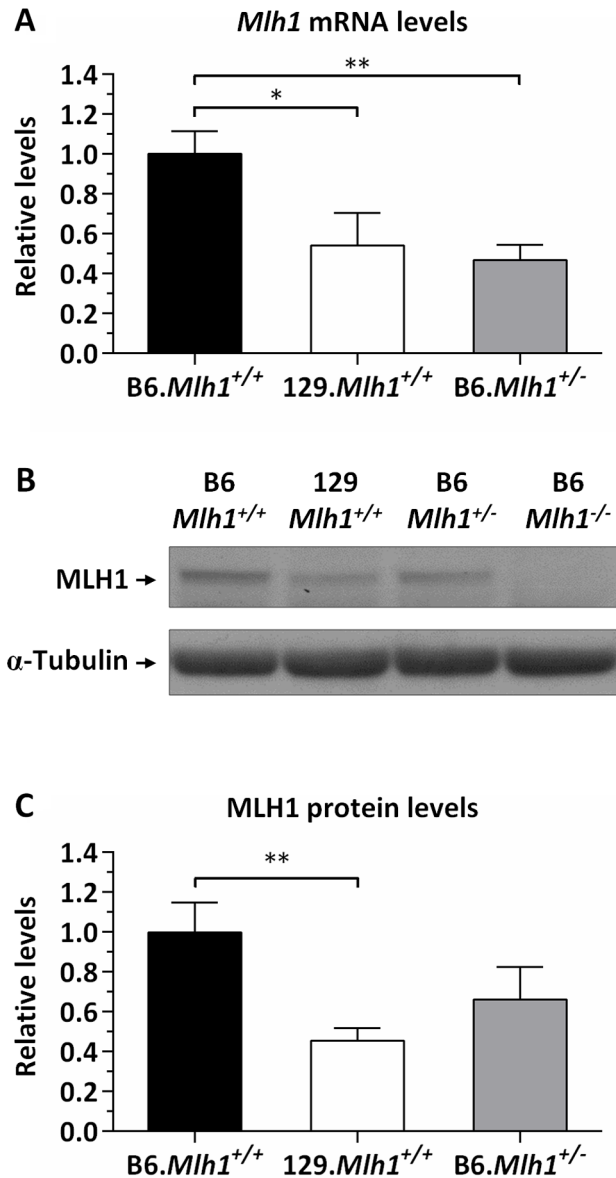 A
Mlh1 mRNA levels
Relative levels
1.4
1.2
1.0
0.8
0.6
0.4
0.2
0.0
**
*
B6.Mlh1+/+ 129.Mlh1+/+ B6.Mlh1+/-
B
B6 129 B6 B6
Mlh1+/+ Mlh1+/+ Mlh1+/- Mlh1-/-
MLH1
α-Tubulin
C
MLH1 protein levels
Relative levels
1.4
1.2
1.0
0.8
0.6
0.4
0.2
0.0
**
B6.Mlh1+/+ 129.Mlh1+/+ B6.Mlh1+/-